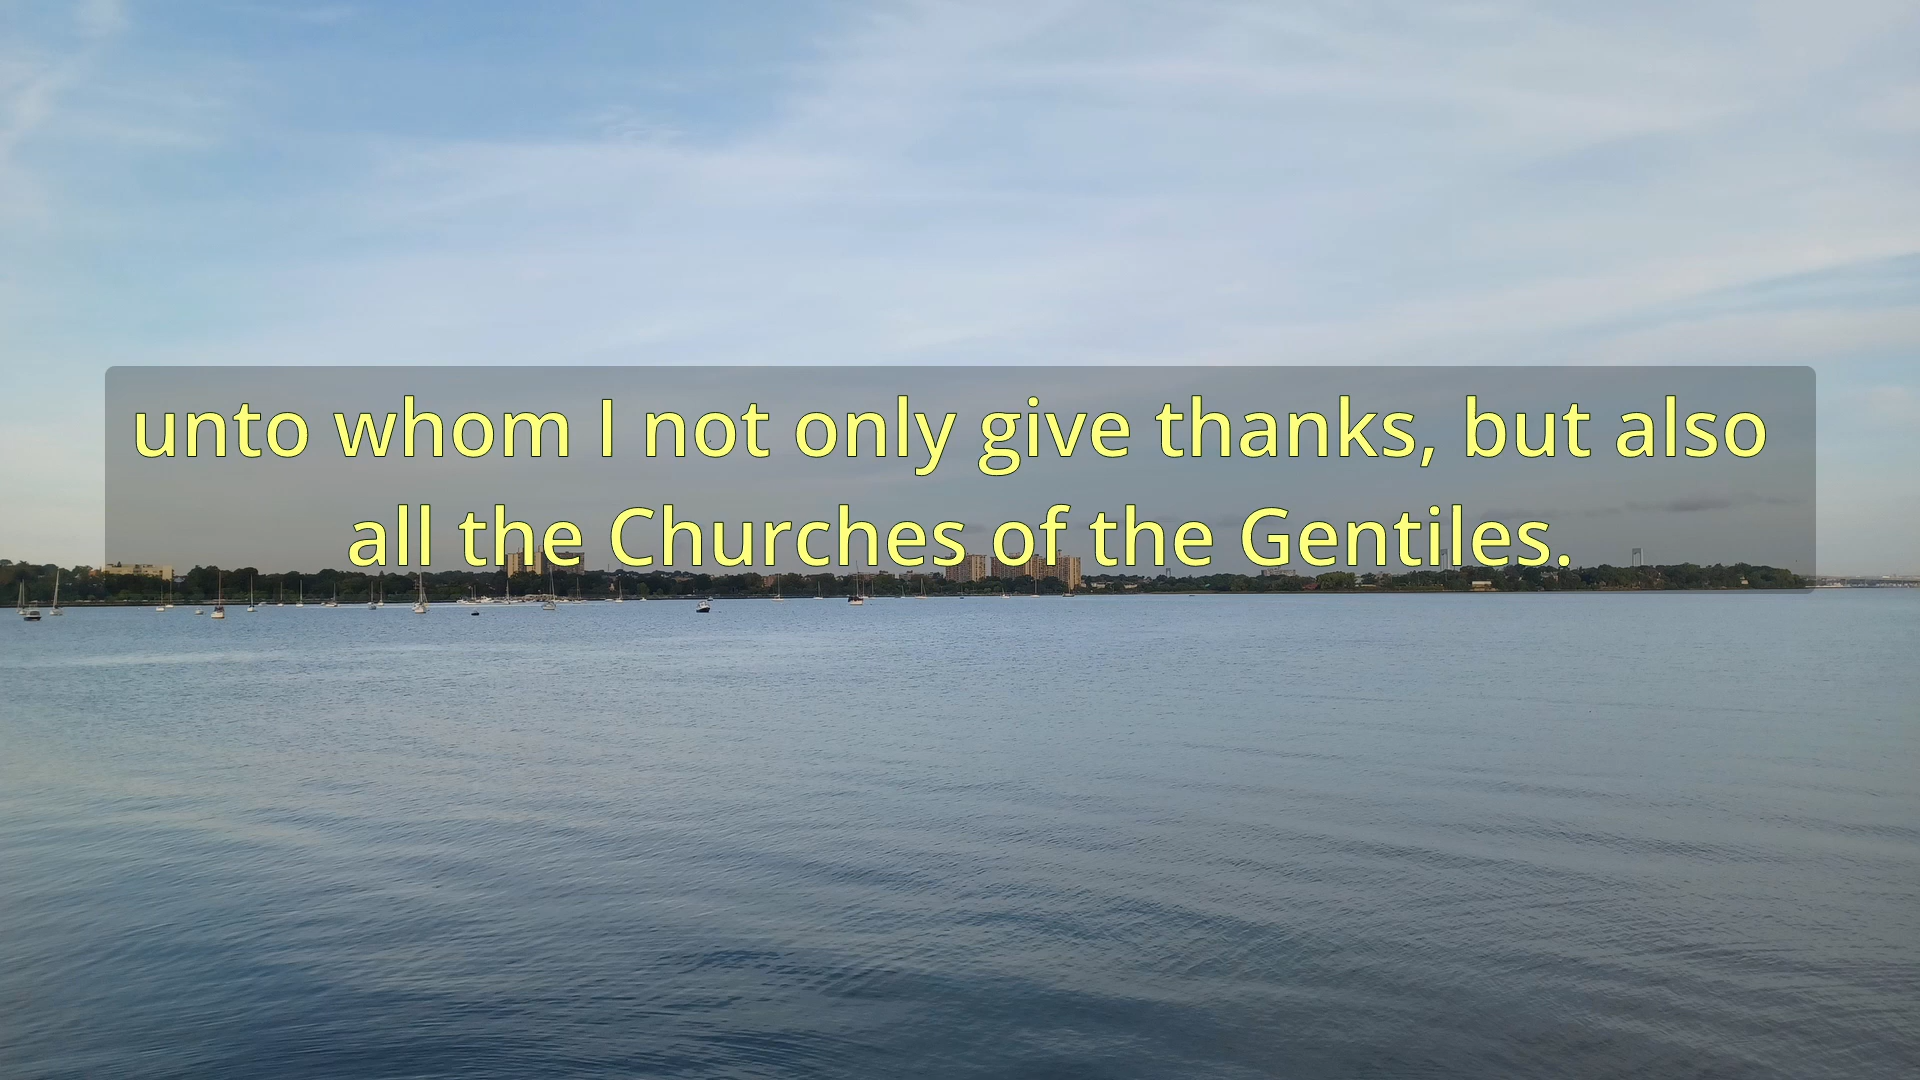 unto whom I not only give thanks, but also
all the Churches of the Gentiles.